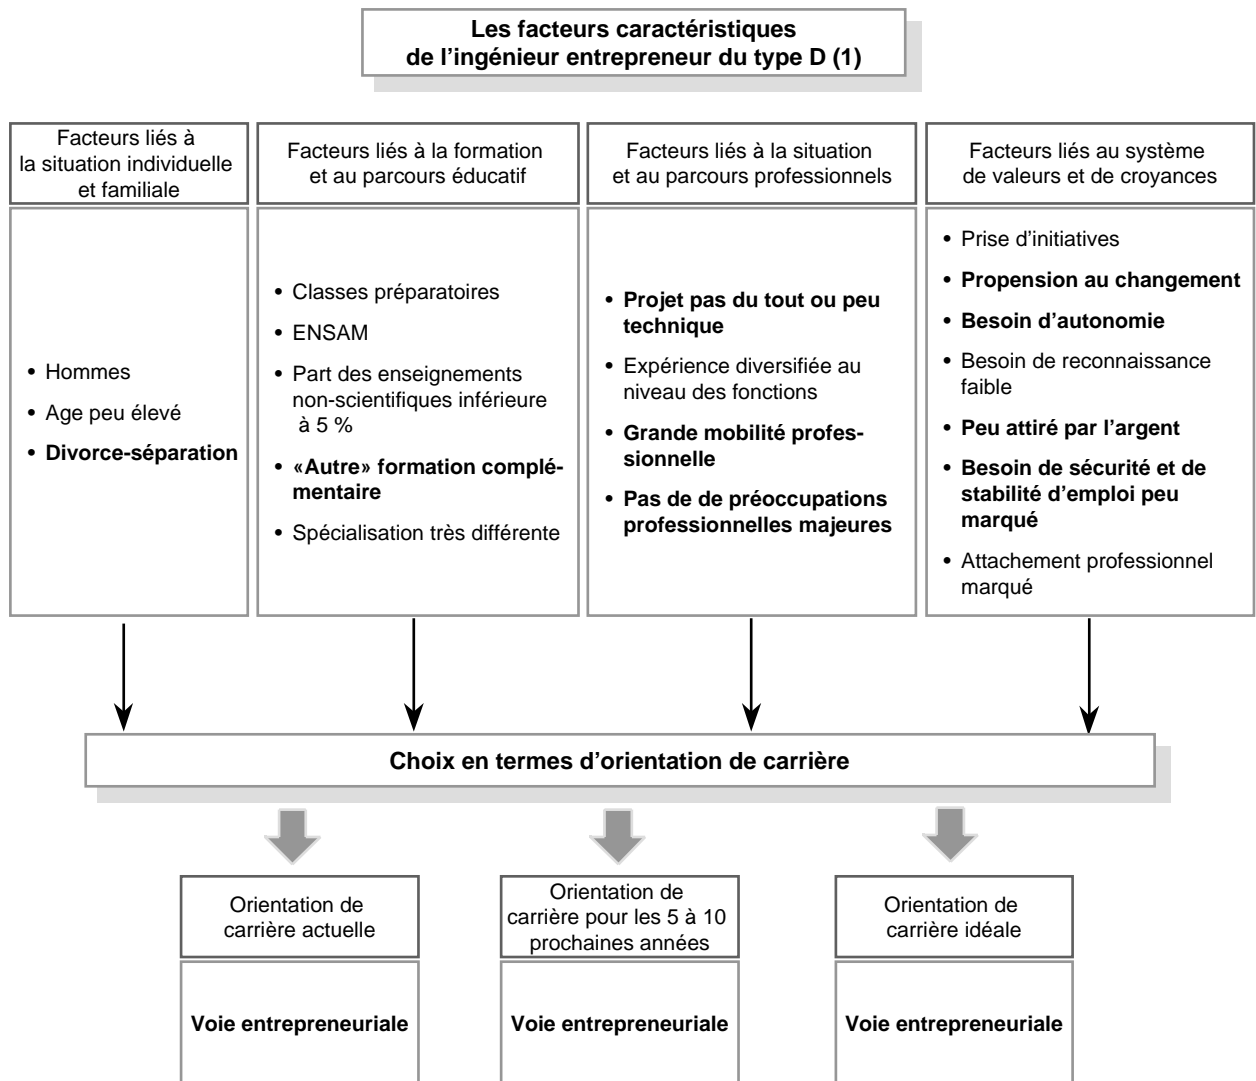 Les facteurs caractéristiques
de l'ingénieur entrepreneur du type D (1)
Facteurs liés à
la situation individuelle
et familiale
• Hommes
• Age peu élevé
• Divorce-séparation
Facteurs liés à la formation
et au parcours éducatif
• Classes préparatoires
• ENSAM
• Part des enseignements
non-scientifiques inférieure
à 5 %
• «Autre» formation complé-
mentaire
• Spécialisation très différente
Facteurs liés à la situation
et au parcours professionnels
• Projet pas du tout ou peu
technique
• Expérience diversifiée au
niveau des fonctions
• Grande mobilité profes-
sionnelle
• Pas de de préoccupations
professionnelles majeures
Facteurs liés au système
de valeurs et de croyances
• Prise d'initiatives
• Propension au changement
• Besoin d'autonomie
• Besoin de reconnaissance
faible
• Peu attiré par l'argent
• Besoin de sécurité et de
stabilité d'emploi peu
marqué
• Attachement professionnel
marqué
Choix en termes d'orientation de carrière
Orientation de
carrière actuelle
Voie entrepreneuriale
Orientation de
carrière pour les 5 à 10
prochaines années
Voie entrepreneuriale
Orientation de
carrière idéale
Voie entrepreneuriale